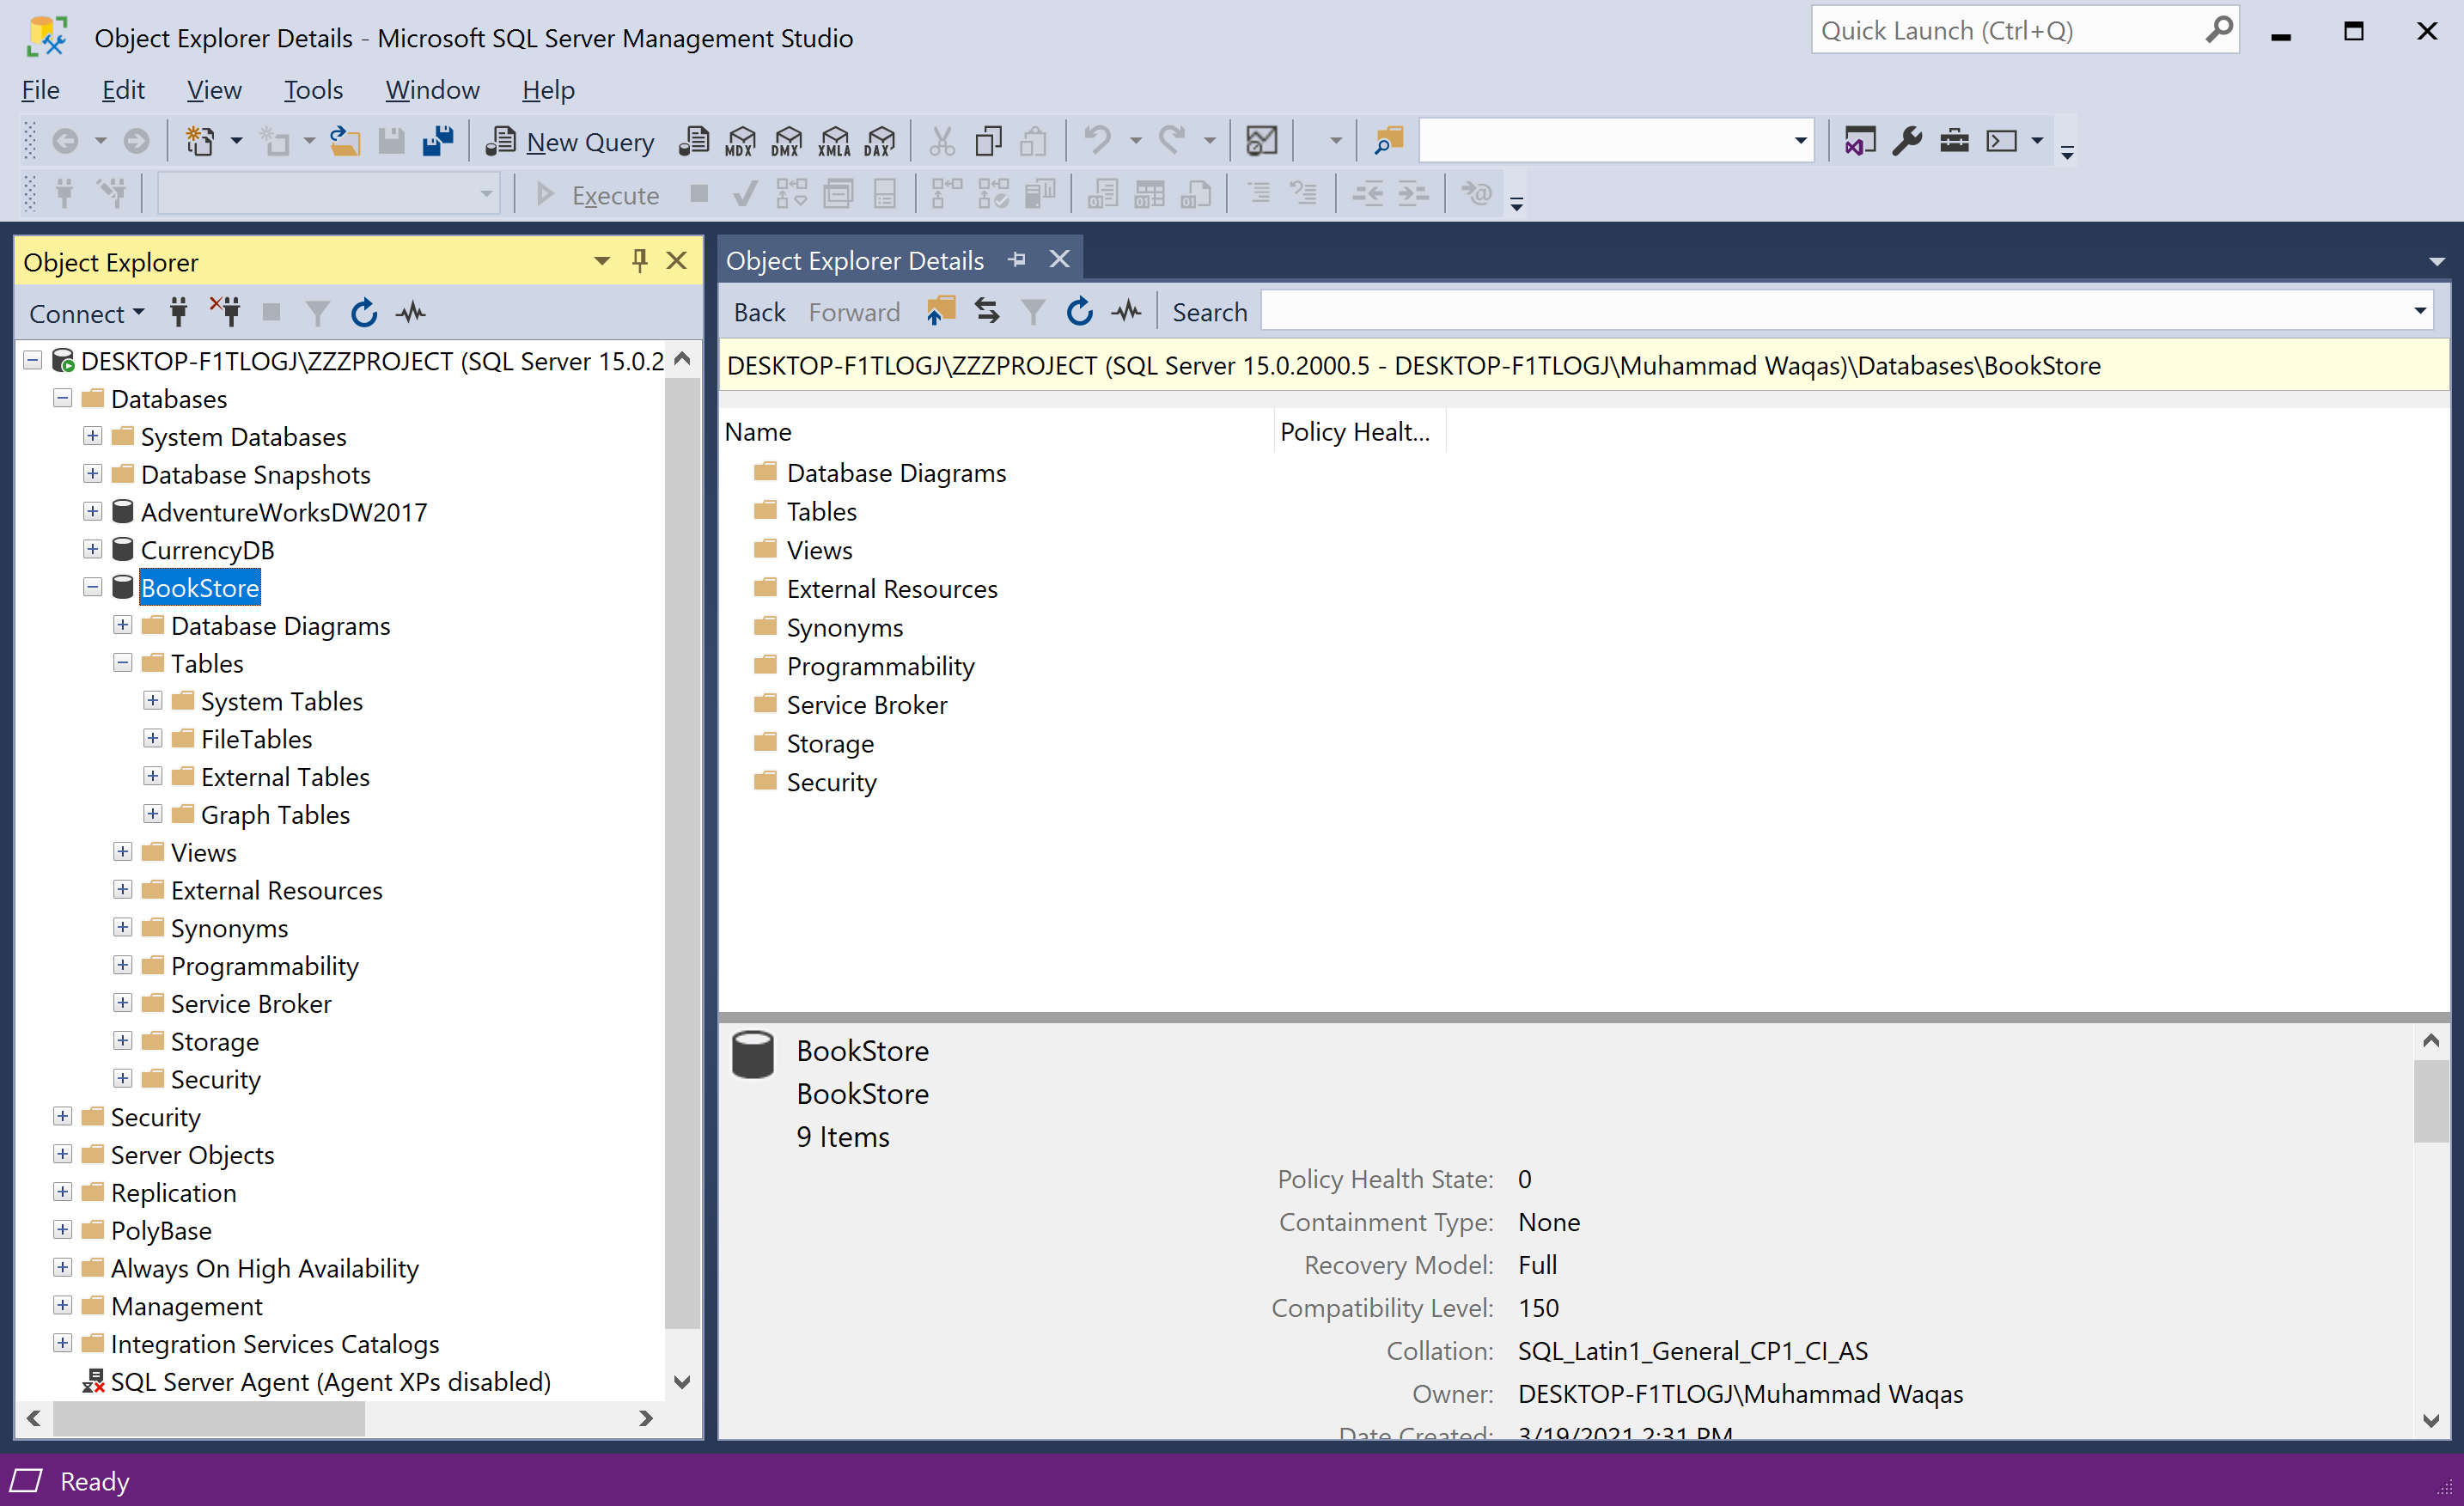 Object Explorer Details - Microsoft SQL Server Management Studio
Quick Launch (Ctrl+Q)
File Edit View Tools Window Help
New Query MDX DMX XMLA DAX
Execute
Object Explorer
Connect
DESKTOP-F1TLOGJ\ZZZPROJECT (SQL Server 15.0.2
Databases
System Databases
Database Snapshots
AdventureWorksDW2017
CurrencyDB
BookStore
Database Diagrams
Tables
System Tables
FileTables
External Tables
Graph Tables
Views
External Resources
Synonyms
Programmability
Service Broker
Storage
Security
Security
Server Objects
Replication
PolyBase
Always On High Availability
Management
Integration Services Catalogs
SQL Server Agent (Agent XPs disabled)
Object Explorer Details
Back Forward Search
DESKTOP-F1TLOGJ\ZZZPROJECT (SQL Server 15.0.2000.5 - DESKTOP-F1TLOGJ\Muhammad Waqas)\Databases\BookStore
Name Policy Healt...
Database Diagrams
Tables
Views
External Resources
Synonyms
Programmability
Service Broker
Storage
Security
BookStore
BookStore
9 Items
Policy Health State: 0
Containment Type: None
Recovery Model: Full
Compatibility Level: 150
Collation: SQL_Latin1_General_CP1_CI_AS
Owner: DESKTOP-F1TLOGJ\Muhammad Waqas
Date Created: 3/19/2021 2:31 PM
Ready